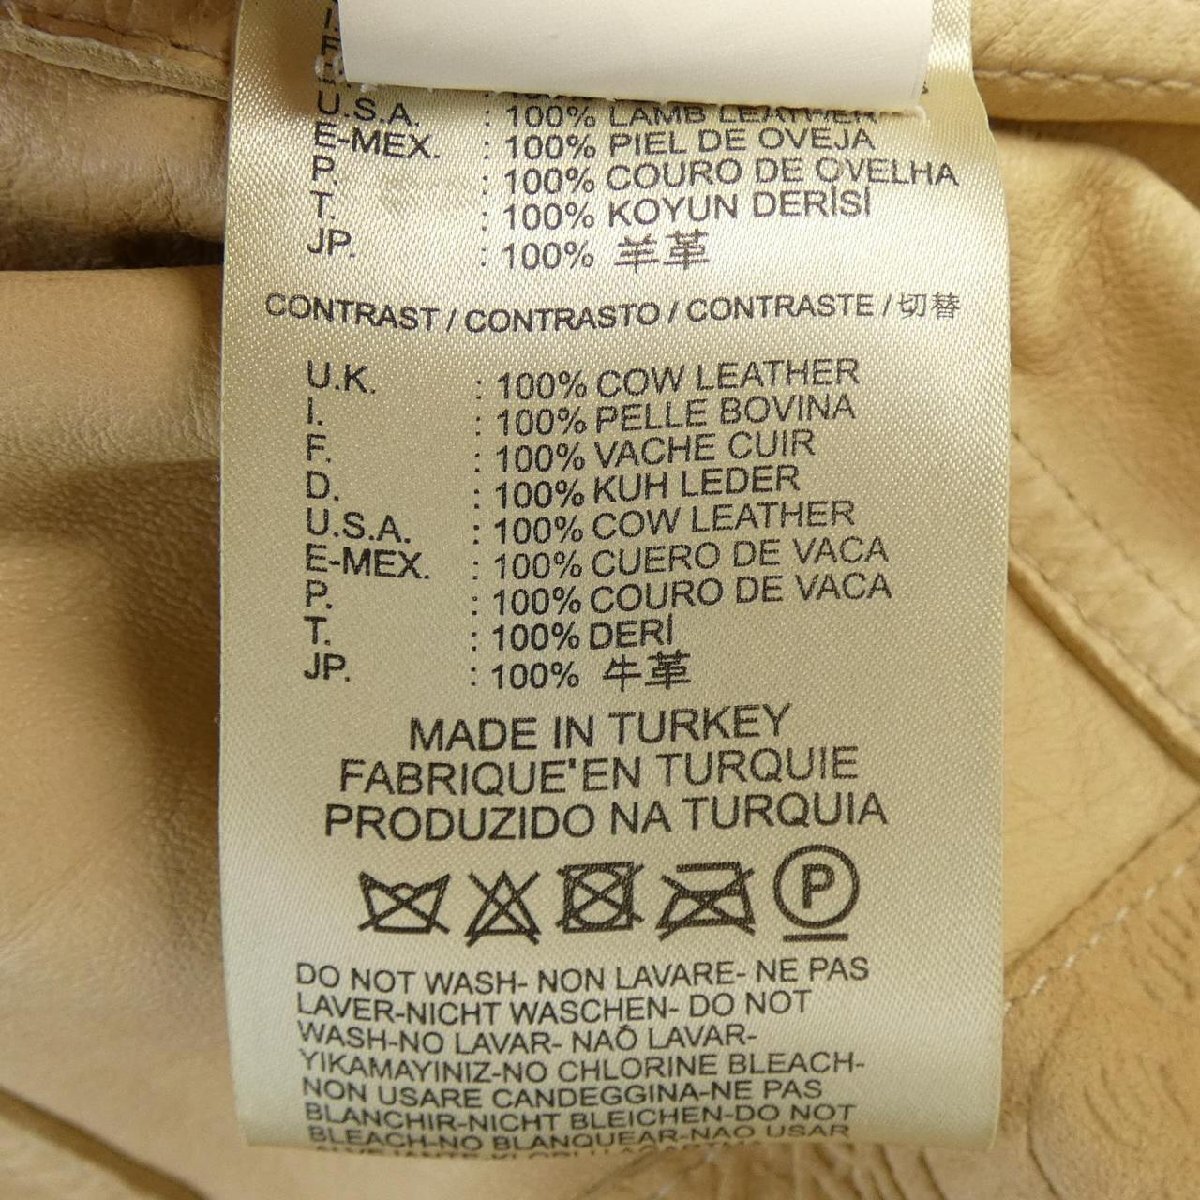 U.S.A. : 100% LAMB LEATHER
E-MEX. : 100% PIEL DE OVEJA
P. : 100% COURO DE OVELHA
T. : 100% KOYUN DERİSİ
JP. : 100% 羊革
CONTRAST / CONTRASTO / CONTRASTE / 切替
U.K. : 100% COW LEATHER
I. : 100% PELLE BOVINA
F. : 100% VACHE CUIR
D. : 100% KUH LEDER
U.S.A. : 100% COW LEATHER
E-MEX. : 100% CUERO DE VACA
P. : 100% COURO DE VACA
T. : 100% DERİ
JP. : 100% 牛革
MADE IN TURKEY
FABRIQUE'EN TURQUIE
PRODUZIDO NA TURQUIA
P
DO NOT WASH- NON LAVARE- NE PAS
LAVER-NICHT WASCHEN- DO NOT
WASH-NO LAVAR- NAÕ LAVAR-
YIKAMAYINIZ-NO CHLORINE BLEACH-
NON USARE CANDEGGINA-NE PAS
BLANCHIR-NICHT BLEICHEN-DO NOT
BLEACH-NO BLANQUEAR-NAO USAR